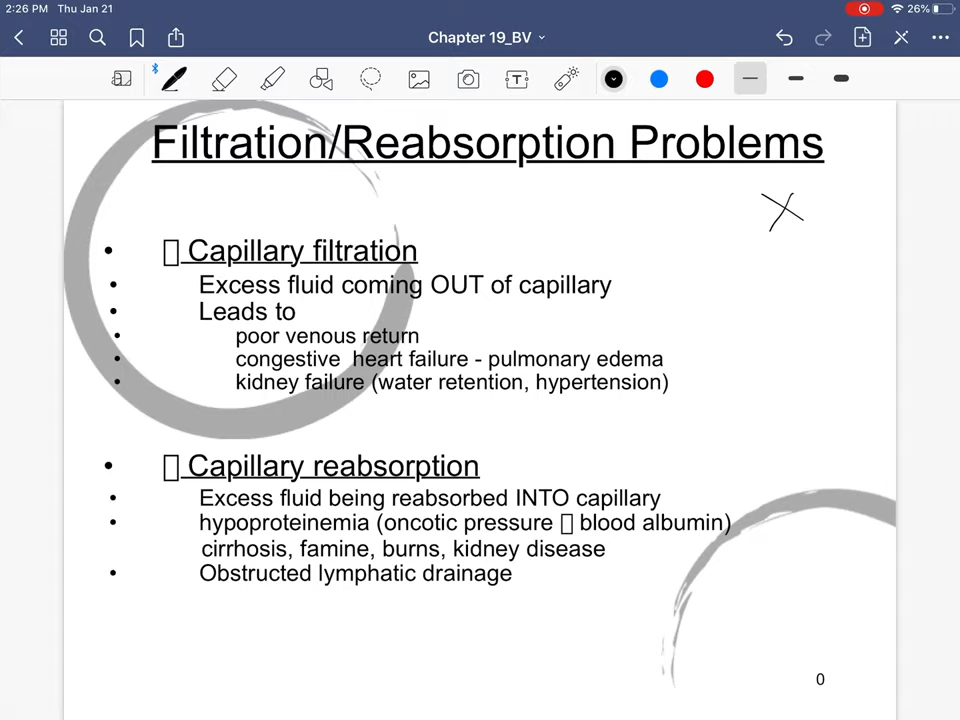 2:26 PM Thu Jan 21
26%
Chapter 19_BV
Filtration/Reabsorption Problems
• ▯ Capillary filtration
• Excess fluid coming OUT of capillary
• Leads to
• poor venous return
• congestive heart failure - pulmonary edema
• kidney failure (water retention, hypertension)
• ▯ Capillary reabsorption
• Excess fluid being reabsorbed INTO capillary
• hypoproteinemia (oncotic pressure ▯ blood albumin)
cirrhosis, famine, burns, kidney disease
• Obstructed lymphatic drainage
0